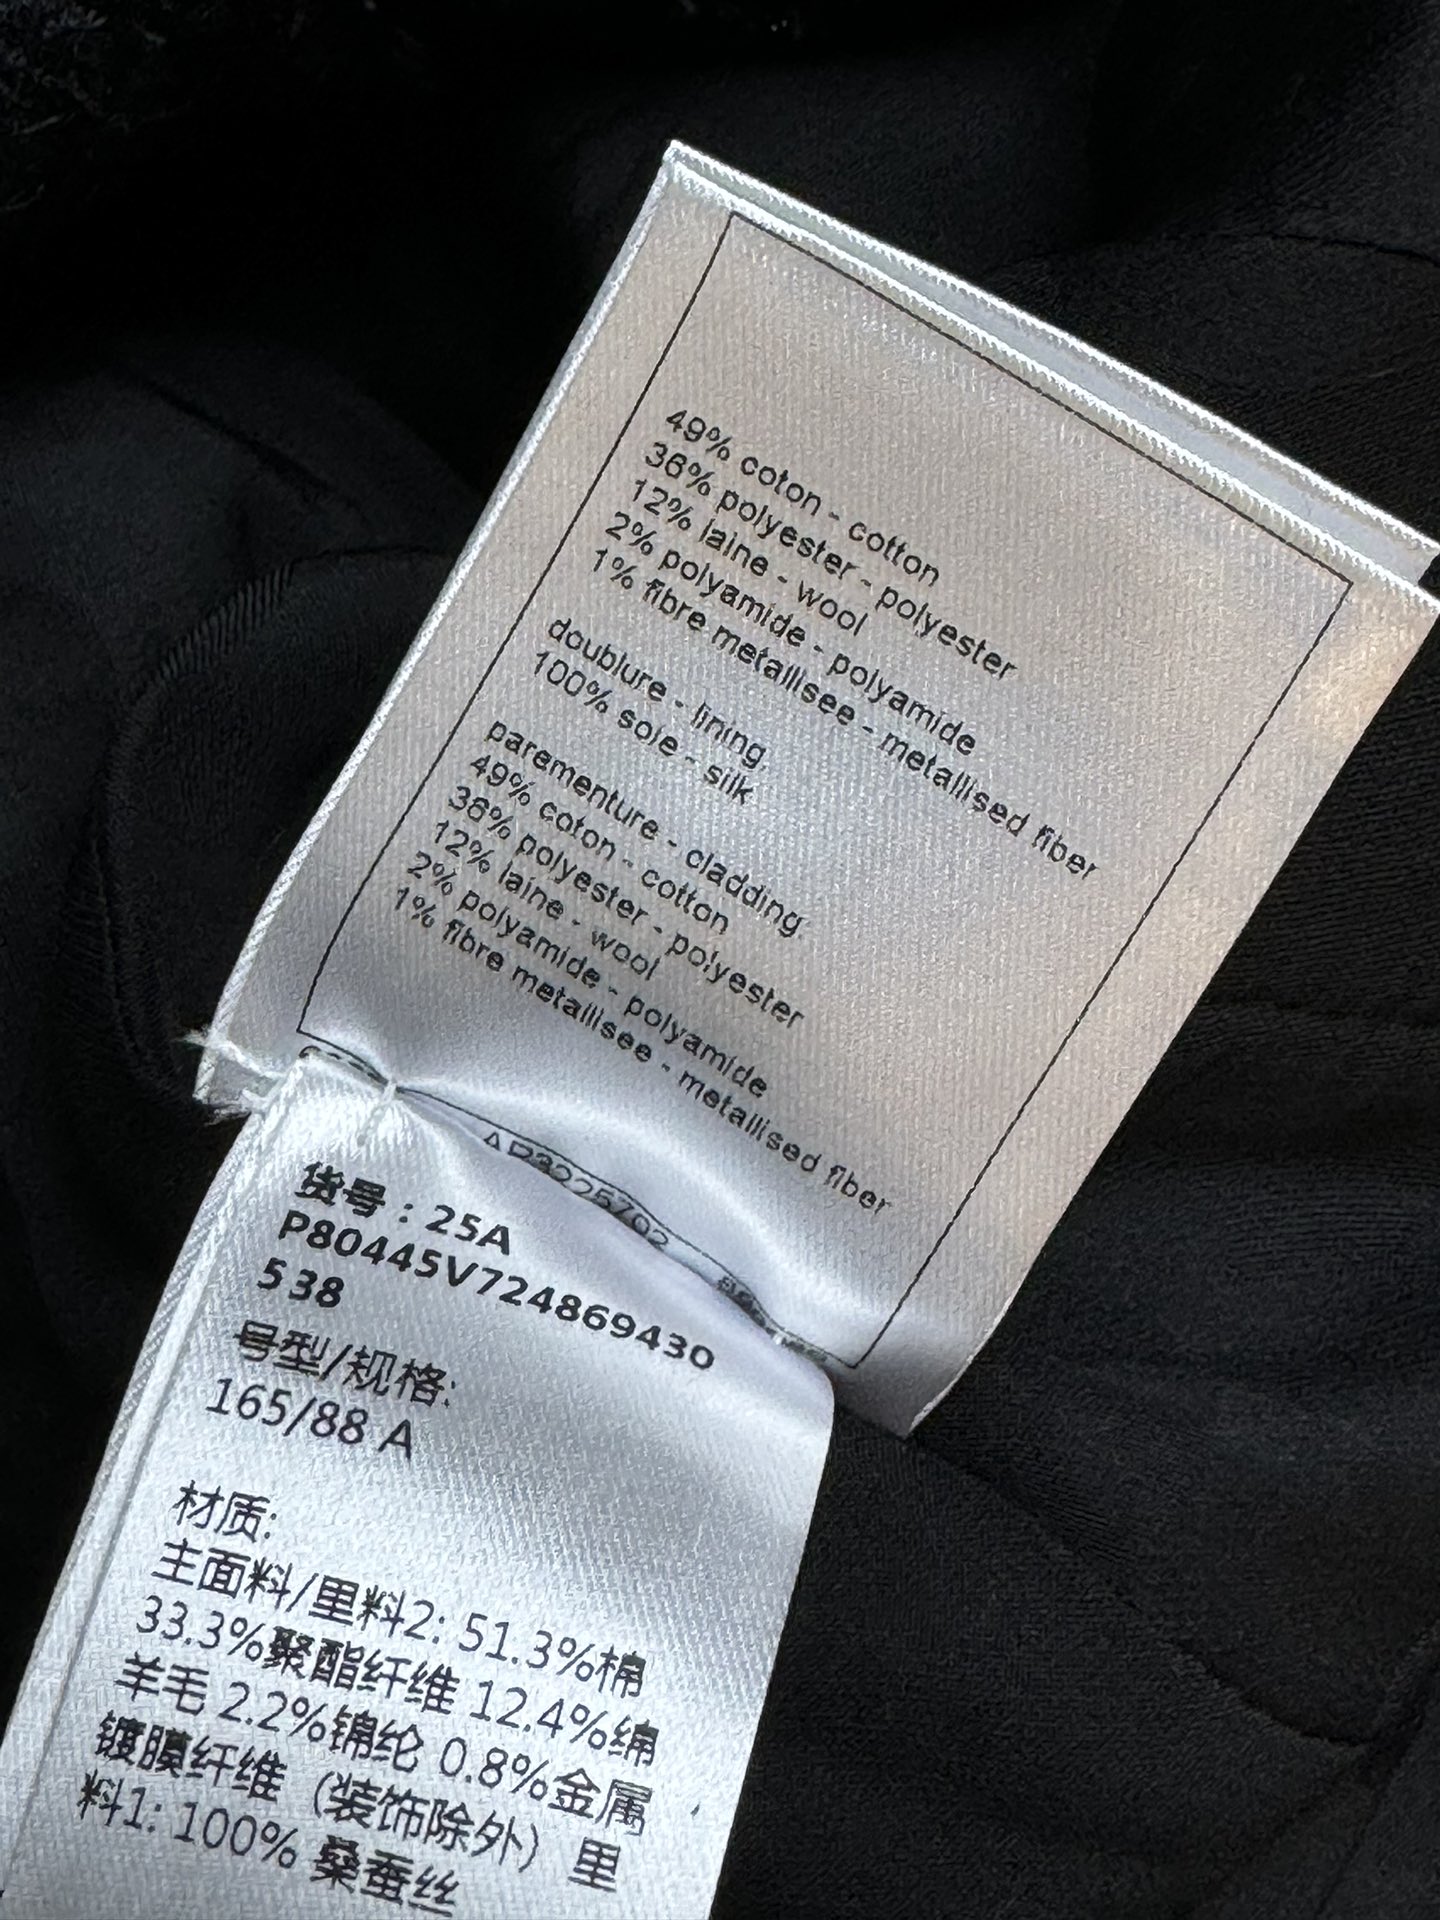 49% coton - cotton
36% polyester - polyester
12% laine - wool
2% polyamide - polyamide
1% fibre metallisee - metallised fiber
doublure - lining,
100% soie - silk
parementure - cladding
49% coton - cotton
36% polyester - polyester
12% laine - wool
2% polyamide - polyamide
1% fibre metallisee - metallised fiber
货号：25A
P80445V724869430
538
号型/规格:
165/88 A
材质:
主面料/里料2: 51.3%棉
33.3%聚酯纤维 12.4%绵
羊毛 2.2%锦纶 0.8%金属
镀膜纤维（装饰除外）里
料1: 100% 桑蚕丝